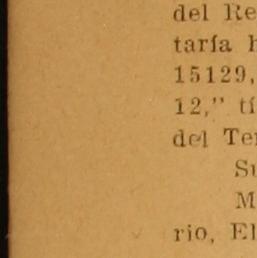 del Re
taría h
15129,
12," tí
del Ter
Su
M
rio, El